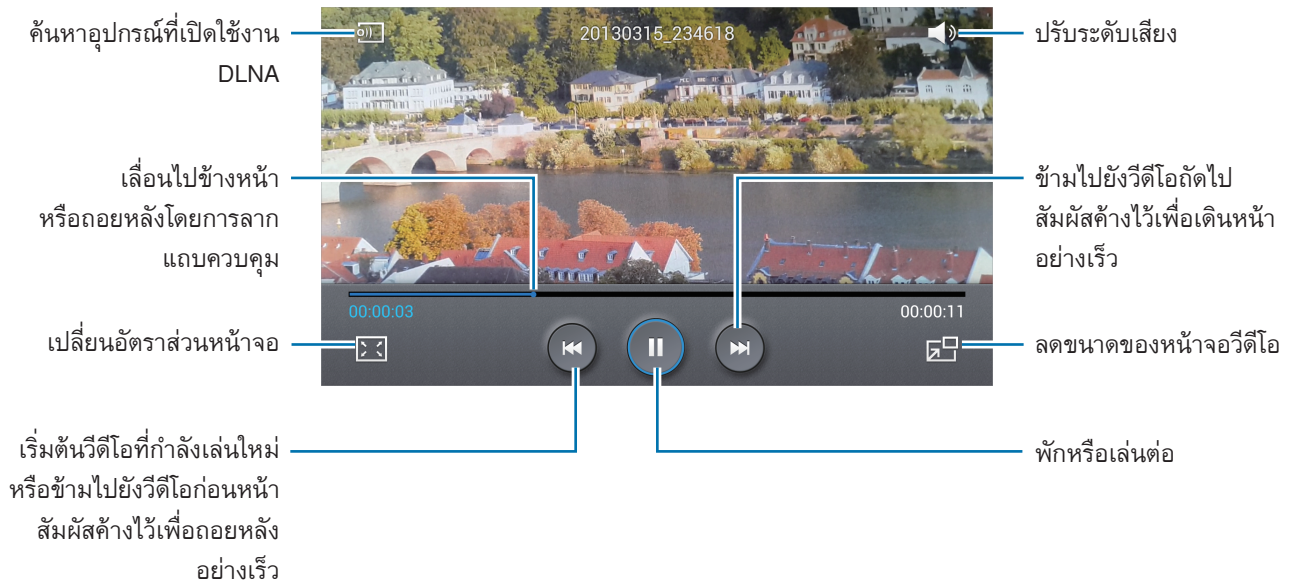 ค้นหาอุปกรณ์ที่เปิดใช้งาน
DLNA
20130315_234618
ปรับระดับเสียง
เลื่อนไปข้างหน้า
หรือถอยหลังโดยการลาก
แถบควบคุม
ข้ามไปยังวีดีโอถัดไป
สัมผัสค้างไว้เพื่อเดินหน้า
อย่างเร็ว
00:00:03
00:00:11
เปลี่ยนอัตราส่วนหน้าจอ
ลดขนาดของหน้าจอวีดีโอ
เริ่มต้นวีดีโอที่กำลังเล่นใหม่
หรือข้ามไปยังวีดีโอก่อนหน้า
สัมผัสค้างไว้เพื่อถอยหลัง
อย่างเร็ว
พักหรือเล่นต่อ